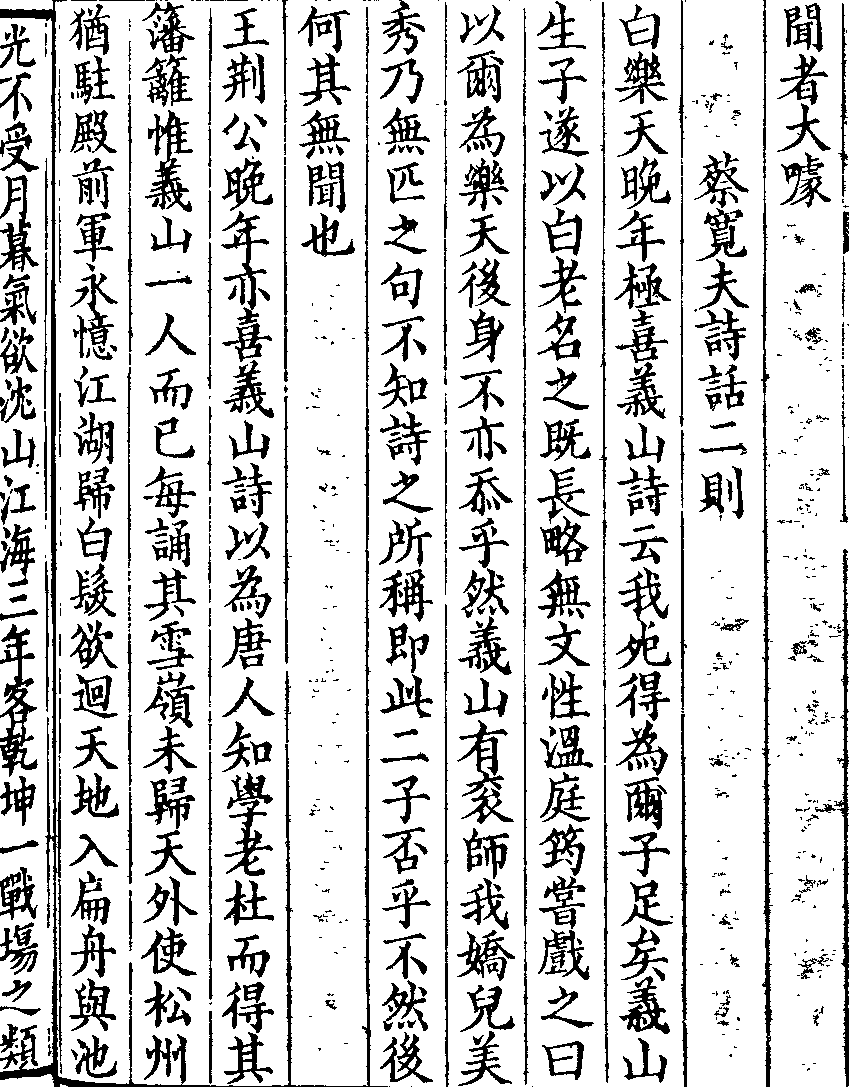 聞者大噱
蔡寬夫詩話二則
白樂天晚年極喜義山詩云我死得為爾子足矣義山
生子遂以白老名之既長略無文性溫庭筠嘗戲之曰
以爾為樂天後身不亦忝乎然義山有衮師我嬌兒美
秀乃無匹之句不知詩之所稱即此二子否乎不然後
何其無聞也
王荆公晚年亦喜義山詩以為唐人知學老杜而得其
籓籬惟義山一人而已每誦其雪嶺未歸天外使松州
猶駐殿前軍永憶江湖歸白髮欲迴天地入扁舟與池
光不受月暮氣欲沈山江海三年客乾坤一戰場之類